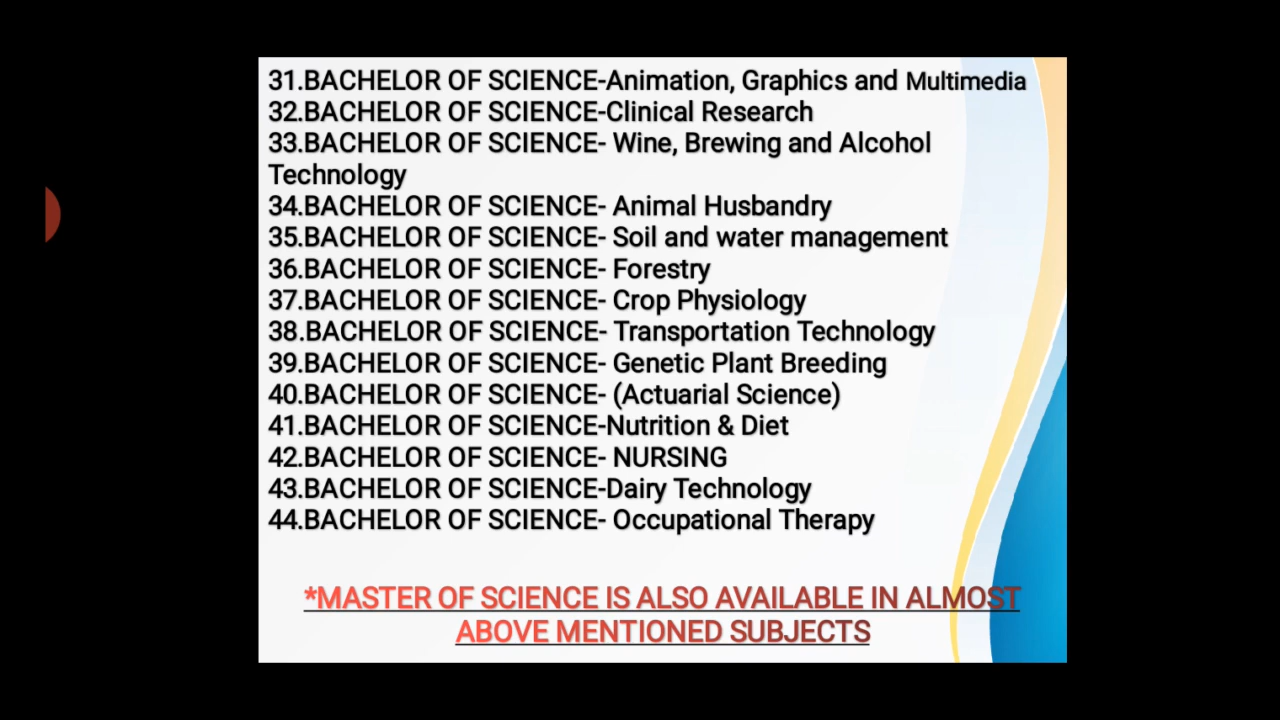 31.BACHELOR OF SCIENCE-Animation, Graphics and Multimedia
32.BACHELOR OF SCIENCE-Clinical Research
33.BACHELOR OF SCIENCE- Wine, Brewing and Alcohol
Technology
34.BACHELOR OF SCIENCE- Animal Husbandry
35.BACHELOR OF SCIENCE- Soil and water management
36.BACHELOR OF SCIENCE- Forestry
37.BACHELOR OF SCIENCE- Crop Physiology
38.BACHELOR OF SCIENCE- Transportation Technology
39.BACHELOR OF SCIENCE- Genetic Plant Breeding
40.BACHELOR OF SCIENCE- (Actuarial Science)
41.BACHELOR OF SCIENCE-Nutrition & Diet
42.BACHELOR OF SCIENCE- NURSING
43.BACHELOR OF SCIENCE-Dairy Technology
44.BACHELOR OF SCIENCE- Occupational Therapy
*MASTER OF SCIENCE IS ALSO AVAILABLE IN ALMOST
ABOVE MENTIONED SUBJECTS